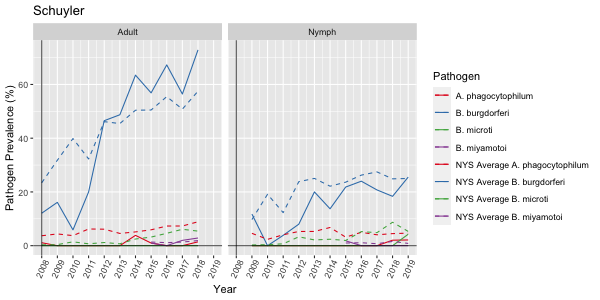 Schuyler
Adult
Nymph
Pathogen Prevalence (%)
60
40
20
0
2008 2009 2010 2011 2012 2013 2014 2015 2016 2017 2018 2019
2008 2009 2010 2011 2012 2013 2014 2015 2016 2017 2018 2019
Year
Pathogen
A. phagocytophilum
B. burgdorferi
B. microti
B. miyamotoi
NYS Average A. phagocytophilum
NYS Average B. burgdorferi
NYS Average B. microti
NYS Average B. miyamotoi